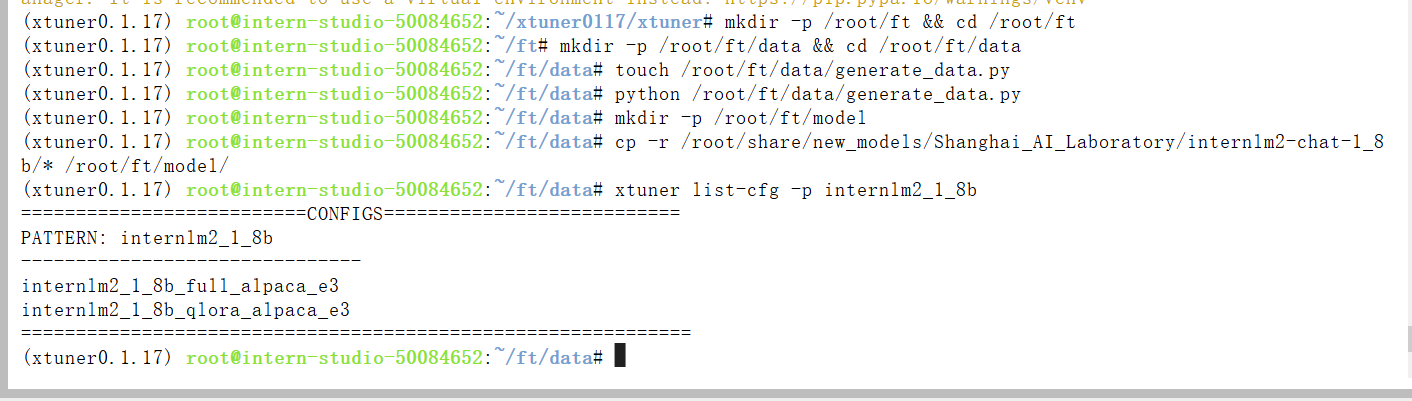 anager. It is recommended to use a virtual environment instead: https://pip.pypa.io/warnings/venv
(xtuner0.1.17) root@intern-studio-50084652:~/xtuner0117/xtuner# mkdir -p /root/ft && cd /root/ft
(xtuner0.1.17) root@intern-studio-50084652:~/ft# mkdir -p /root/ft/data && cd /root/ft/data
(xtuner0.1.17) root@intern-studio-50084652:~/ft/data# touch /root/ft/data/generate_data.py
(xtuner0.1.17) root@intern-studio-50084652:~/ft/data# python /root/ft/data/generate_data.py
(xtuner0.1.17) root@intern-studio-50084652:~/ft/data# mkdir -p /root/ft/model
(xtuner0.1.17) root@intern-studio-50084652:~/ft/data# cp -r /root/share/new_models/Shanghai_AI_Laboratory/internlm2-chat-1_8
b/* /root/ft/model/
(xtuner0.1.17) root@intern-studio-50084652:~/ft/data# xtuner list-cfg -p internlm2_1_8b
==========================CONFIGS===========================
PATTERN: internlm2_1_8b
-------------------------------
internlm2_1_8b_full_alpaca_e3
internlm2_1_8b_qlora_alpaca_e3
=============================================================
(xtuner0.1.17) root@intern-studio-50084652:~/ft/data#